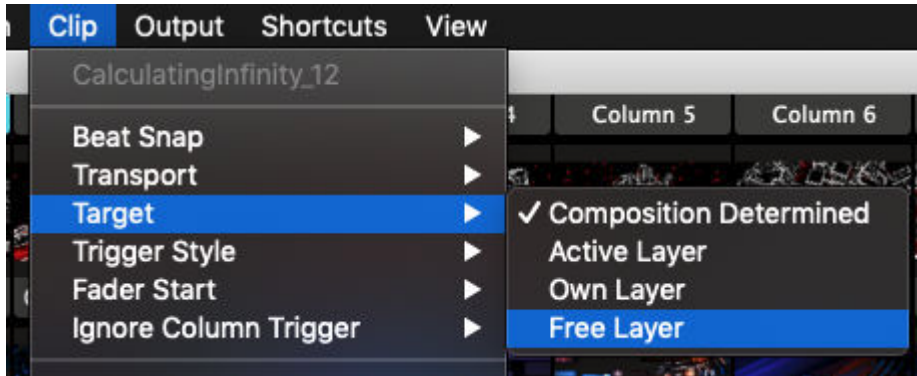 Clip Output Shortcuts View
CalculatingInfinity_12
4 Column 5 Column 6
Beat Snap
Transport
Target
✓ Composition Determined
Trigger Style
Active Layer
Fader Start
Own Layer
Ignore Column Trigger
Free Layer